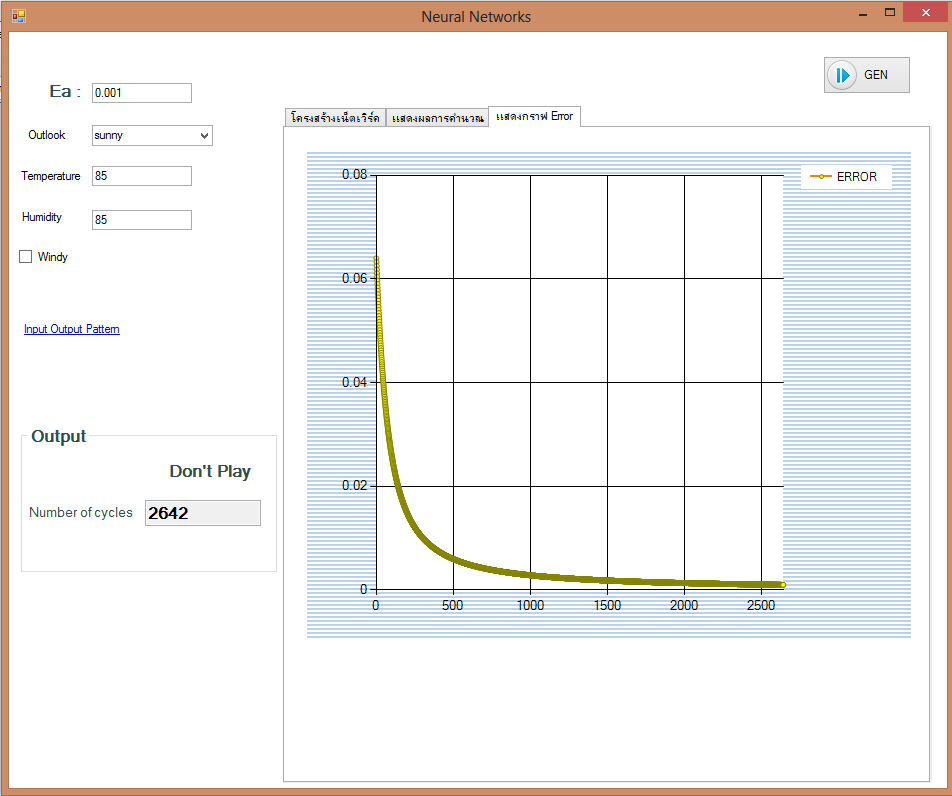 Neural Networks
GEN
Ea :
0.001
Outlook
sunny
Temperature
85
Humidity
85
Windy
Input Output Pattern
Output
Don't Play
Number of cycles
2642
โครงสร้างเน็ตเวิร์ค
แสดงผลการคำนวณ
แสดงกราฟ Error
ERROR
0.08
0.06
0.04
0.02
0
0
500
1000
1500
2000
2500